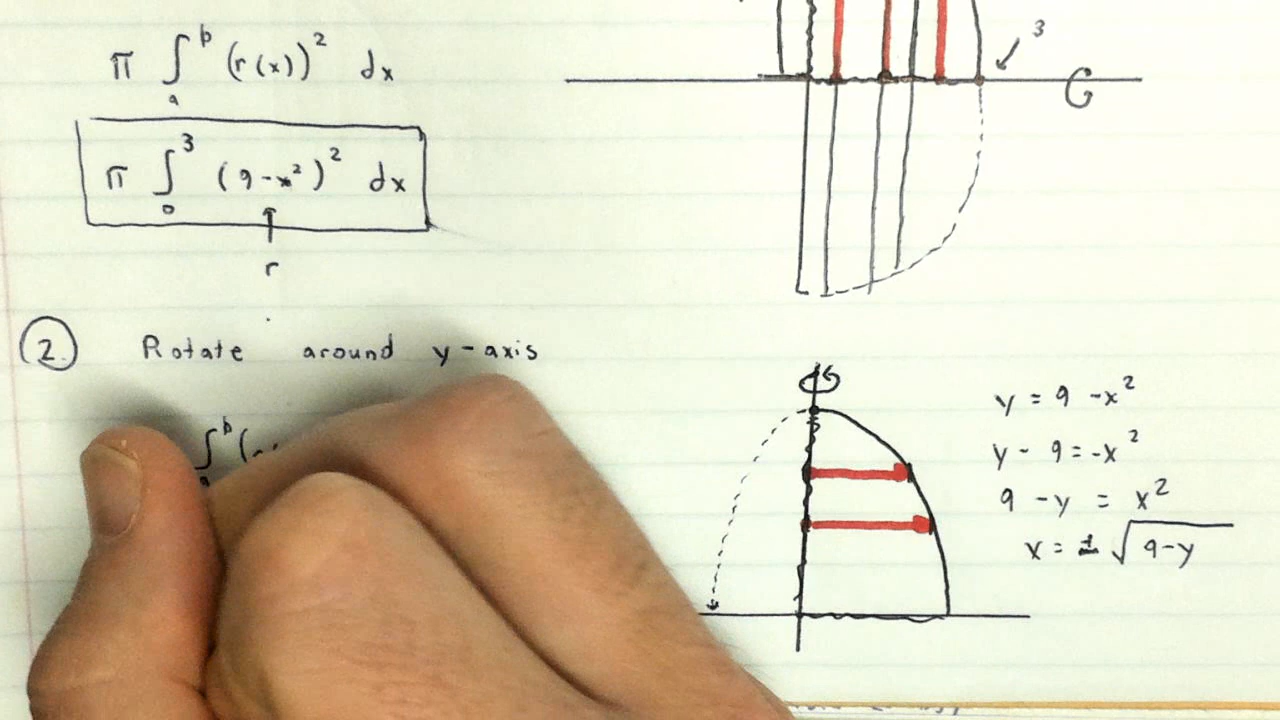 π ∫ₐᵇ (r(x))² dx
3
π ∫₀³ (9-x²)² dx
r
2. Rotate around y-axis
∫ₐᵇ (
y = 9 -x²
y - 9 = -x²
9 - y = x²
x = ± √9-y